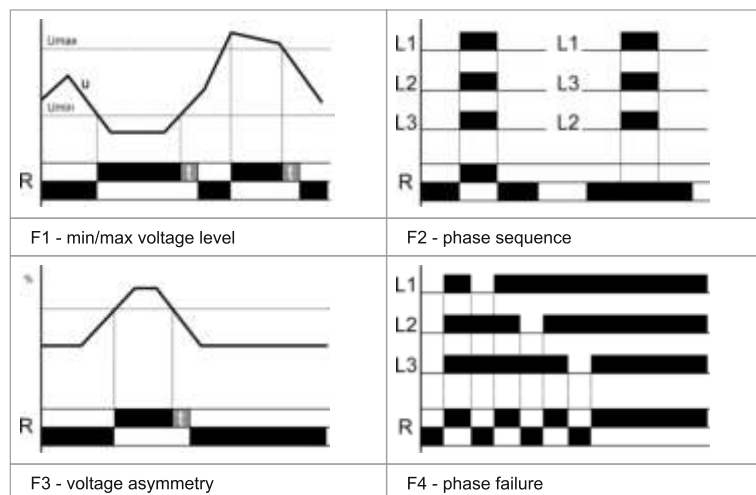 Umax
U
Umin
R
t
t
F1 - min/max voltage level
L1
L1
L2
L3
L3
L2
R
F2 - phase sequence
%
R
t
F3 - voltage asymmetry
L1
L2
L3
R
F4 - phase failure